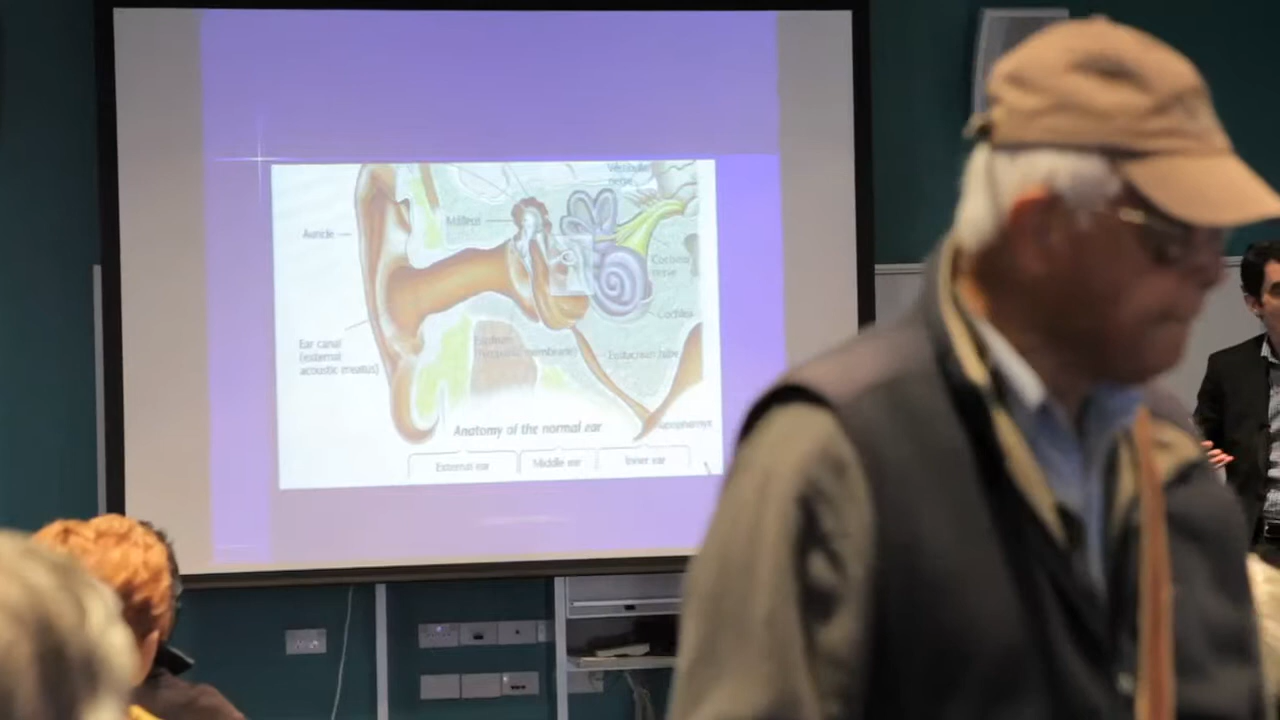 Vestibular
nerve
Auricle
Malleus
Cochlear
nerve
Cochlea
Ear canal
(external
acoustic meatus)
Eardrum
(tympanic membrane)
Eustachian tube
Nasopharynx
Anatomy of the normal ear
External ear
Middle ear
Inner ear